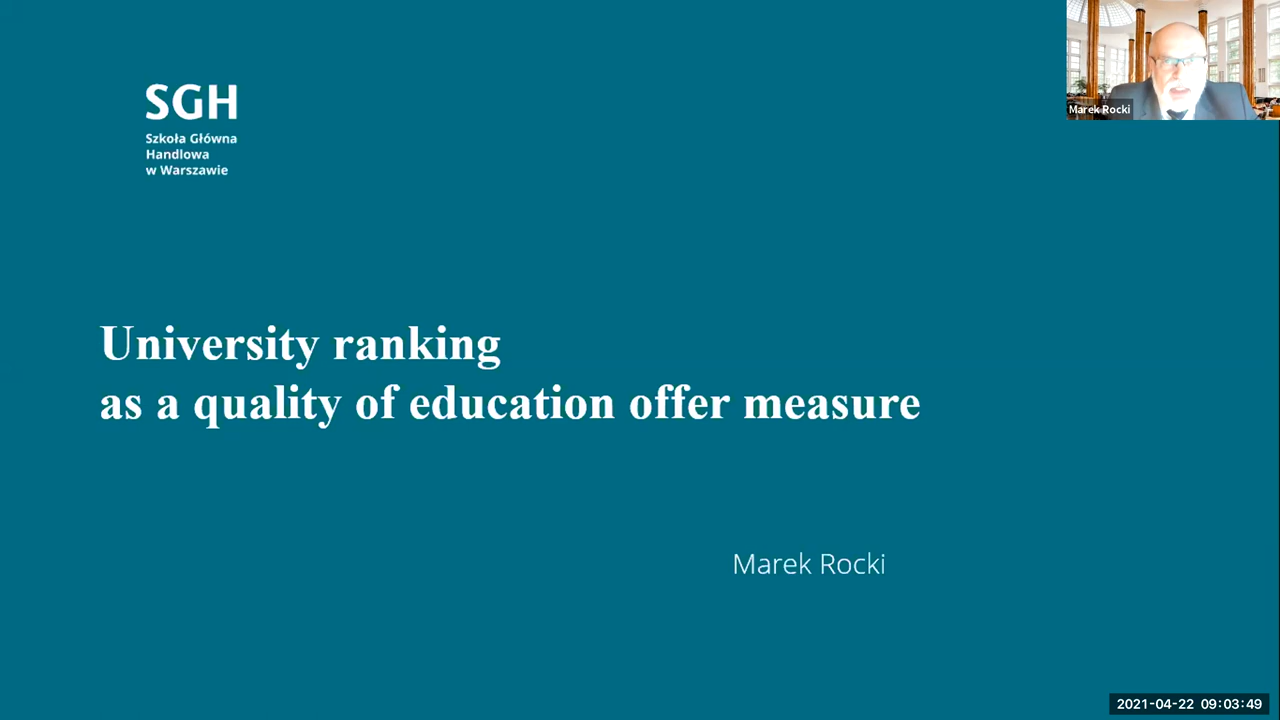 SGH
Szkoła Główna
Handlowa
w Warszawie
Marek Rocki
University ranking
as a quality of education offer measure
Marek Rocki
2021-04-22 09:03:49